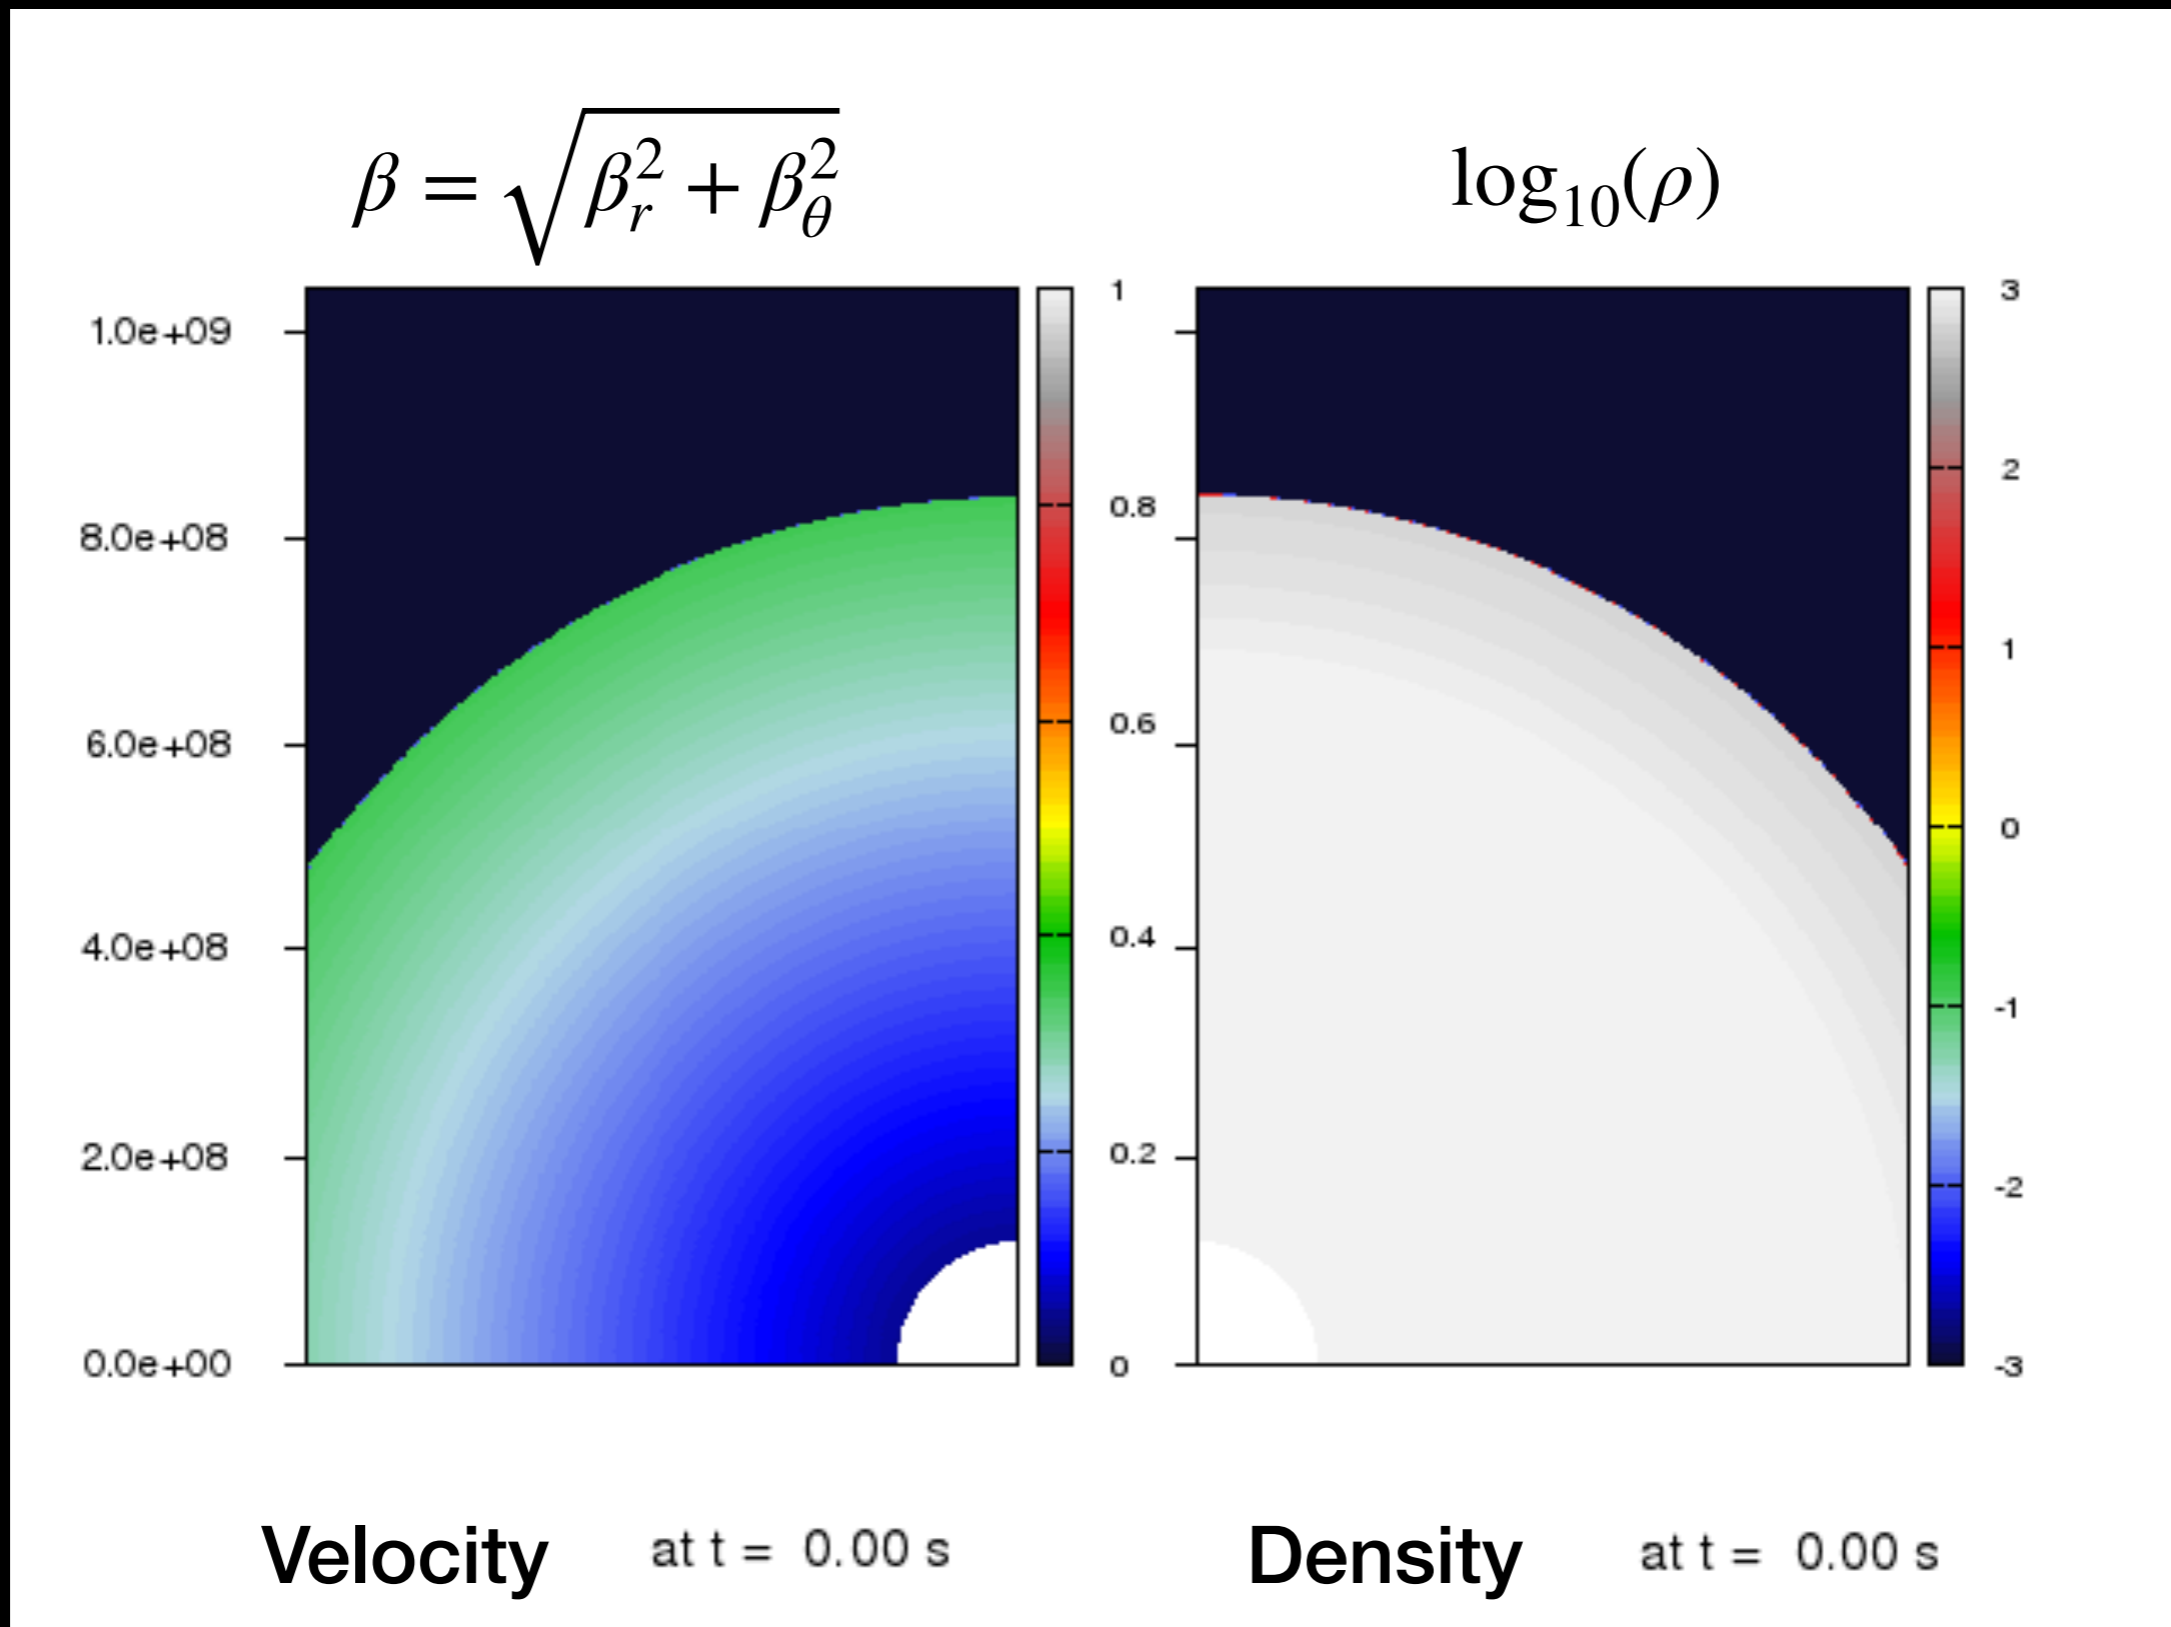 β = √(β_r² + β_θ²)
log₁₀(ρ)
1.0e+09
8.0e+08
6.0e+08
4.0e+08
2.0e+08
0.0e+00
1
0.8
0.6
0.4
0.2
0
3
2
1
0
-1
-2
-3
Velocity at t = 0.00 s
Density at t = 0.00 s